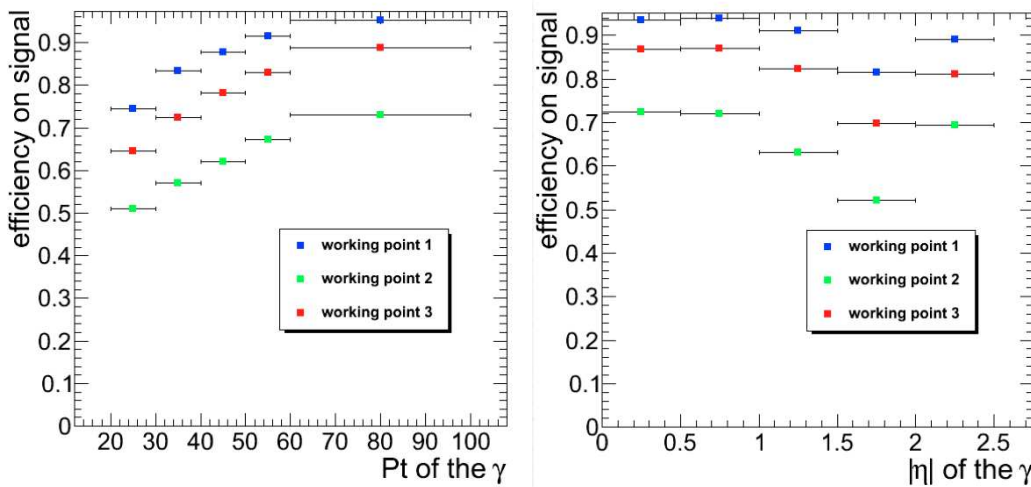 efficiency on signal
0.9
0.8
0.7
0.6
0.5
0.4
0.3
0.2
0.1
0
working point 1
working point 2
working point 3
20 30 40 50 60 70 80 90 100
Pt of the γ
efficiency on signal
0.9
0.8
0.7
0.6
0.5
0.4
0.3
0.2
0.1
0
working point 1
working point 2
working point 3
0 0.5 1 1.5 2 2.5
|η| of the γ